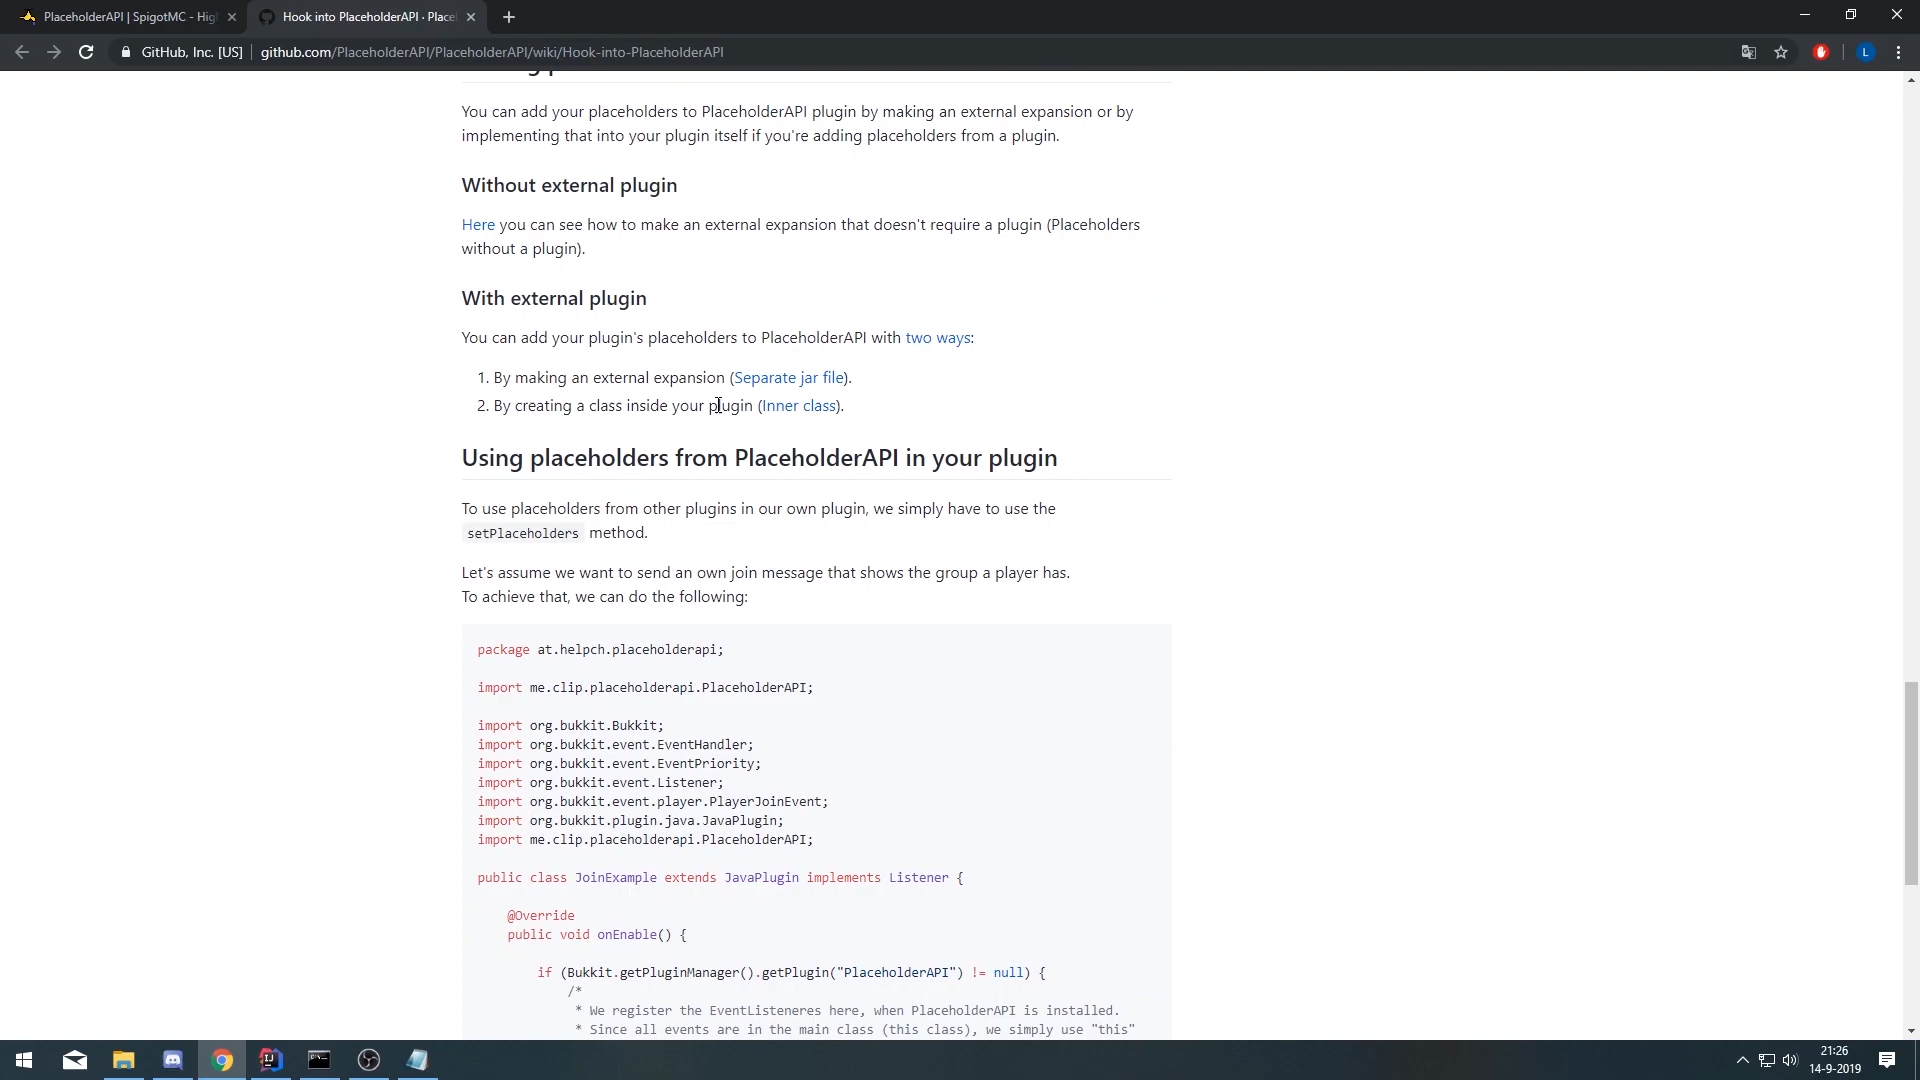 PlaceholderAPI | SpigotMC - Hig
Hook into PlaceholderAPI · Place
GitHub, Inc. [US]
github.com/PlaceholderAPI/PlaceholderAPI/wiki/Hook-into-PlaceholderAPI
L
You can add your placeholders to PlaceholderAPI plugin by making an external expansion or by
implementing that into your plugin itself if you're adding placeholders from a plugin.
Without external plugin
Here you can see how to make an external expansion that doesn't require a plugin (Placeholders
without a plugin).
With external plugin
You can add your plugin's placeholders to PlaceholderAPI with two ways:
1. By making an external expansion (Separate jar file).
2. By creating a class inside your plugin (Inner class).
Using placeholders from PlaceholderAPI in your plugin
To use placeholders from other plugins in our own plugin, we simply have to use the
setPlaceholders method.
Let's assume we want to send an own join message that shows the group a player has.
To achieve that, we can do the following:
package at.helpch.placeholderapi;
import me.clip.placeholderapi.PlaceholderAPI;
import org.bukkit.Bukkit;
import org.bukkit.event.EventHandler;
import org.bukkit.event.EventPriority;
import org.bukkit.event.Listener;
import org.bukkit.event.player.PlayerJoinEvent;
import org.bukkit.plugin.java.JavaPlugin;
import me.clip.placeholderapi.PlaceholderAPI;
public class JoinExample extends JavaPlugin implements Listener {
@Override
public void onEnable() {
if (Bukkit.getPluginManager().getPlugin("PlaceholderAPI") != null) {
/*
* We register the EventListeneres here, when PlaceholderAPI is installed.
* Since all events are in the main class (this class), we simply use "this"
21:26
14-9-2019